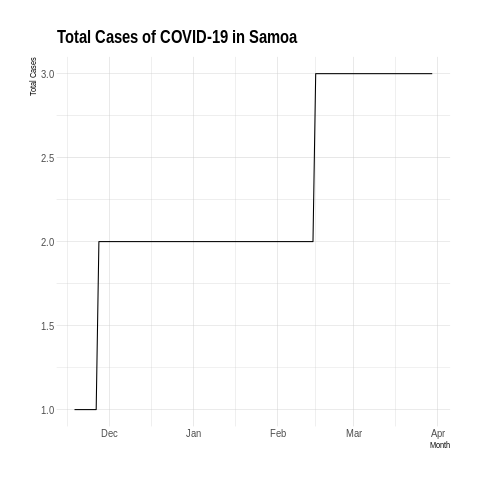 Total Cases of COVID-19 in Samoa
Total Cases
3.0
2.5
2.0
1.5
1.0
Dec Jan Feb Mar Apr
Month